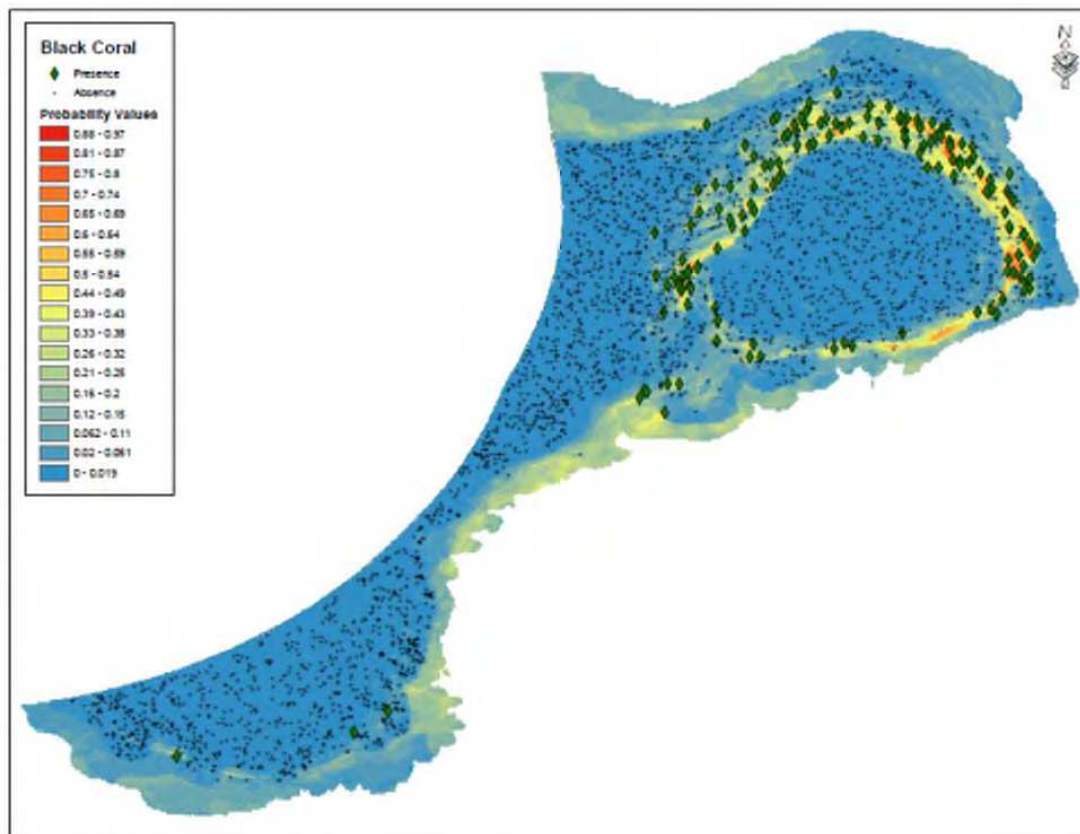 N
Black Coral
Presence
Absence
Probability Values
0.88 - 0.97
0.81 - 0.87
0.75 - 0.8
0.7 - 0.74
0.65 - 0.69
0.6 - 0.64
0.55 - 0.59
0.5 - 0.54
0.44 - 0.49
0.39 - 0.43
0.33 - 0.38
0.26 - 0.32
0.21 - 0.25
0.16 - 0.2
0.12 - 0.15
0.062 - 0.11
0.02 - 0.061
0 - 0.019